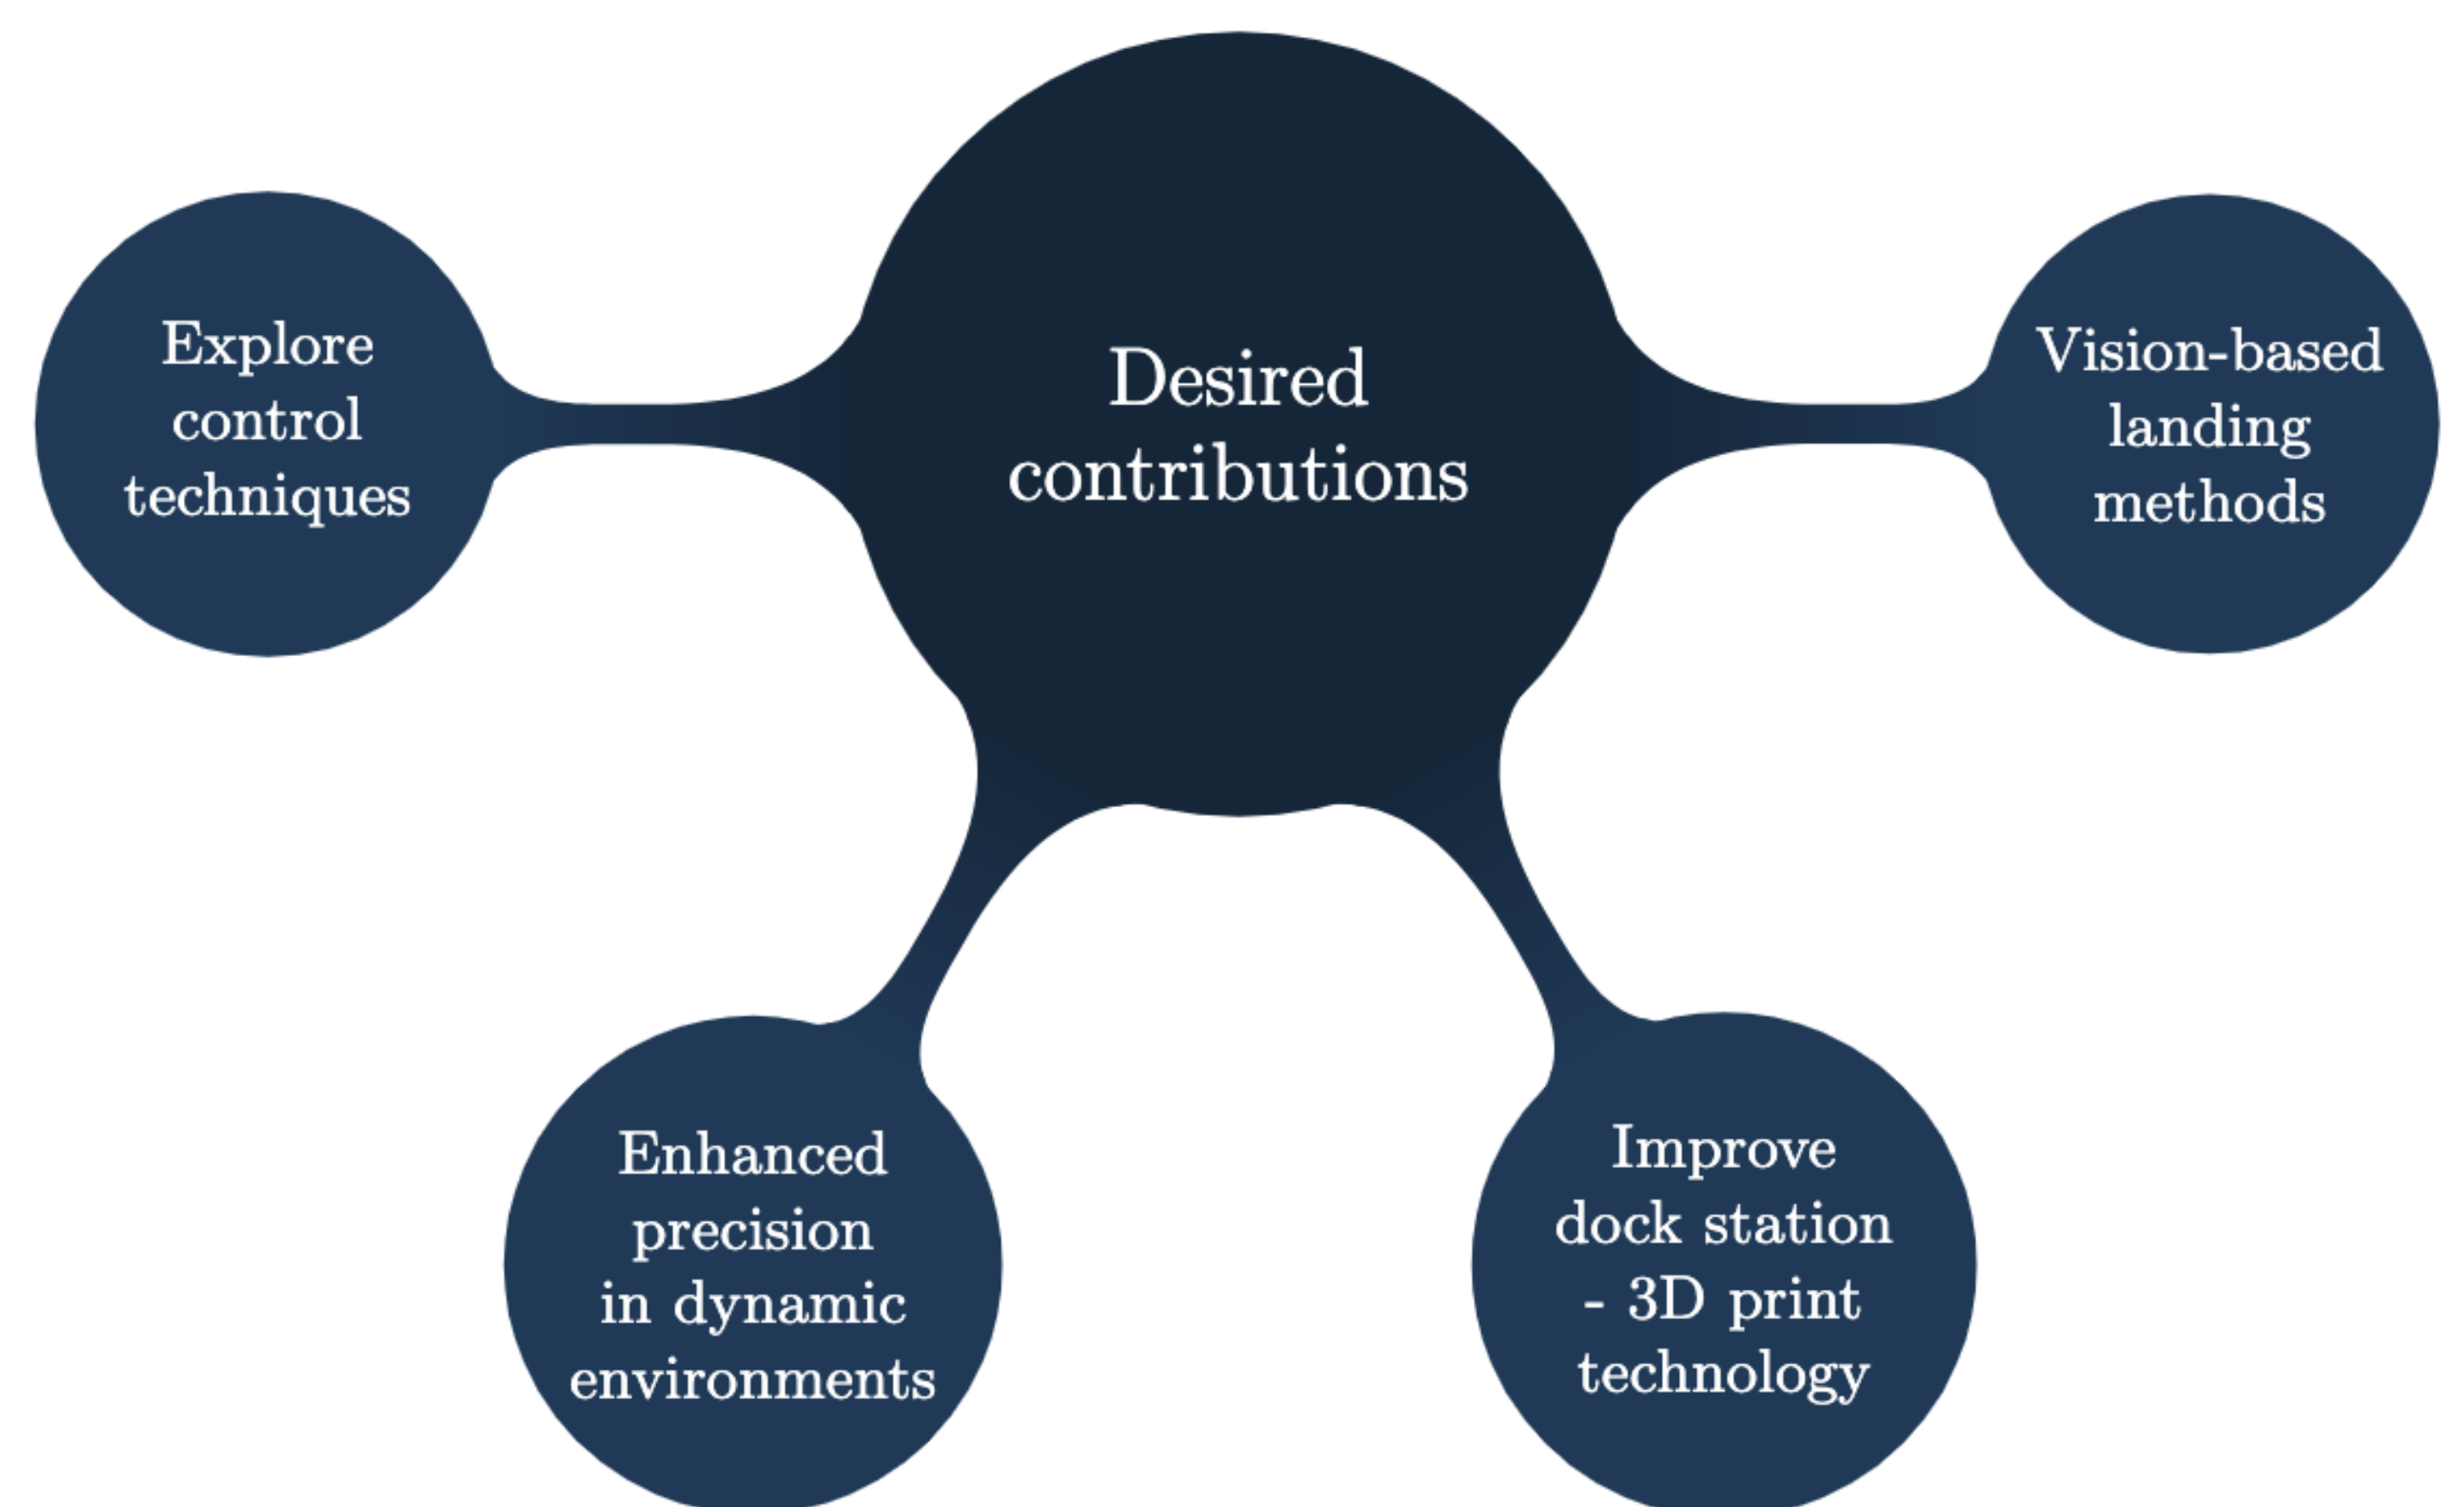 Desired
contributions
Explore
control
techniques
Vision-based
landing
methods
Enhanced
precision
in dynamic
environments
Improve
dock station
- 3D print
technology